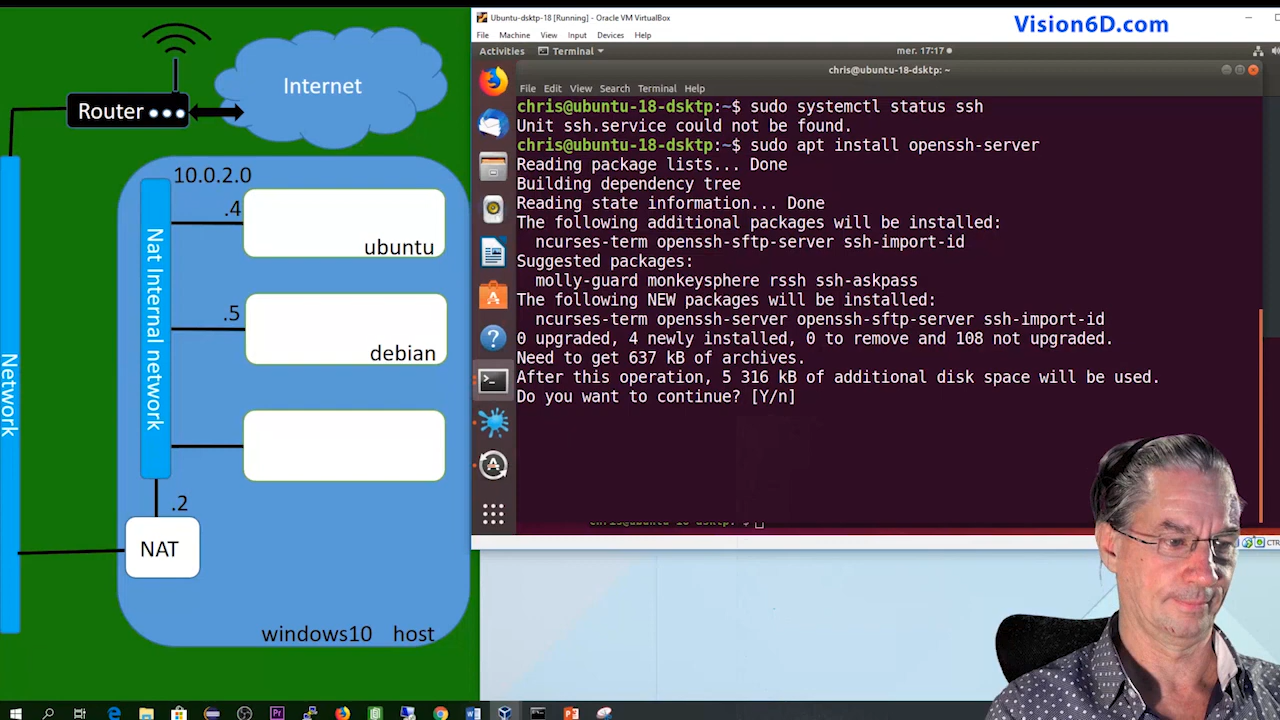 Ubuntu-dsktp-18 [Running] - Oracle VM VirtualBox
Vision6D.com
File Machine View Input Devices Help
Activities Terminal mer. 17:17
chris@ubuntu-18-dsktp: ~
File Edit View Search Terminal Help
chris@ubuntu-18-dsktp:~$ sudo systemctl status ssh
Unit ssh.service could not be found.
chris@ubuntu-18-dsktp:~$ sudo apt install openssh-server
Reading package lists... Done
Building dependency tree
Reading state information... Done
The following additional packages will be installed:
ncurses-term openssh-sftp-server ssh-import-id
Suggested packages:
molly-guard monkeysphere rssh ssh-askpass
The following NEW packages will be installed:
ncurses-term openssh-server openssh-sftp-server ssh-import-id
0 upgraded, 4 newly installed, 0 to remove and 108 not upgraded.
Need to get 637 kB of archives.
After this operation, 5 316 kB of additional disk space will be used.
Do you want to continue? [Y/n]
Internet
Router
10.0.2.0
.4
ubuntu
Nat Internal network
.5
debian
Network
.2
NAT
windows10 host
CTR